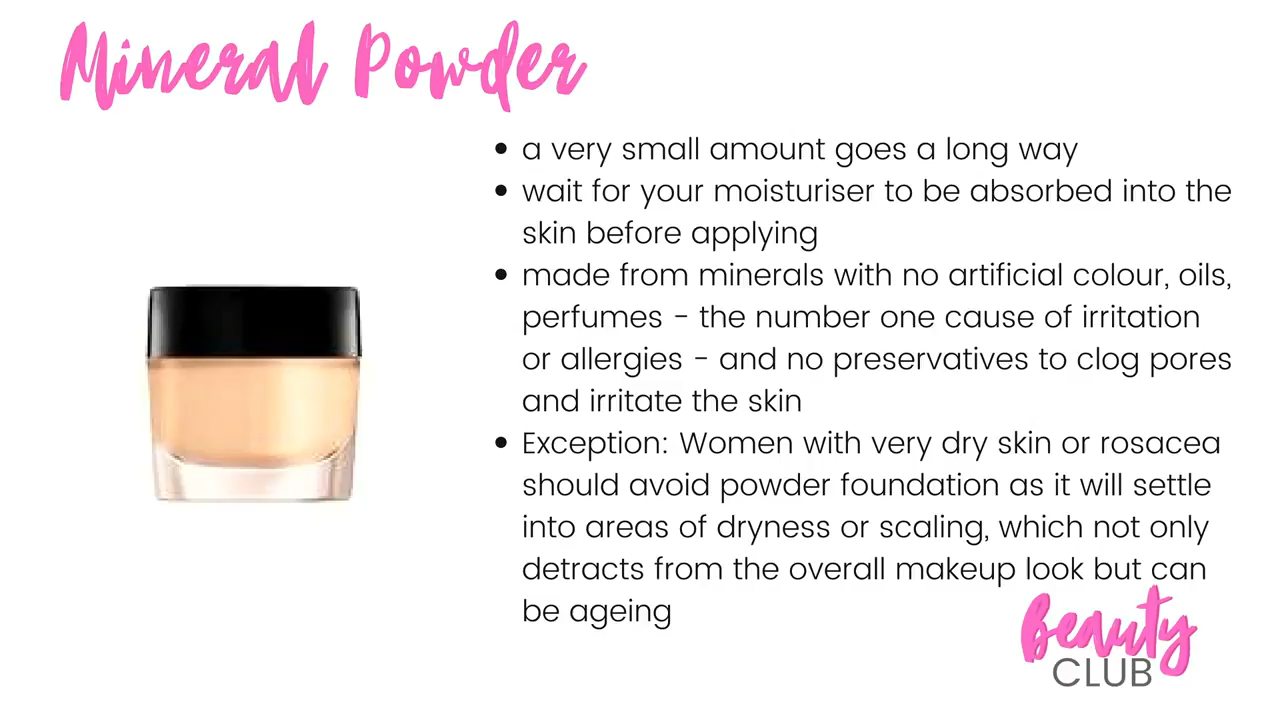 Mineral Powder
• a very small amount goes a long way
• wait for your moisturiser to be absorbed into the
skin before applying
• made from minerals with no artificial colour, oils,
perfumes - the number one cause of irritation
or allergies - and no preservatives to clog pores
and irritate the skin
• Exception: Women with very dry skin or rosacea
should avoid powder foundation as it will settle
into areas of dryness or scaling, which not only
detracts from the overall makeup look but can
be ageing
Beauty
CLUB